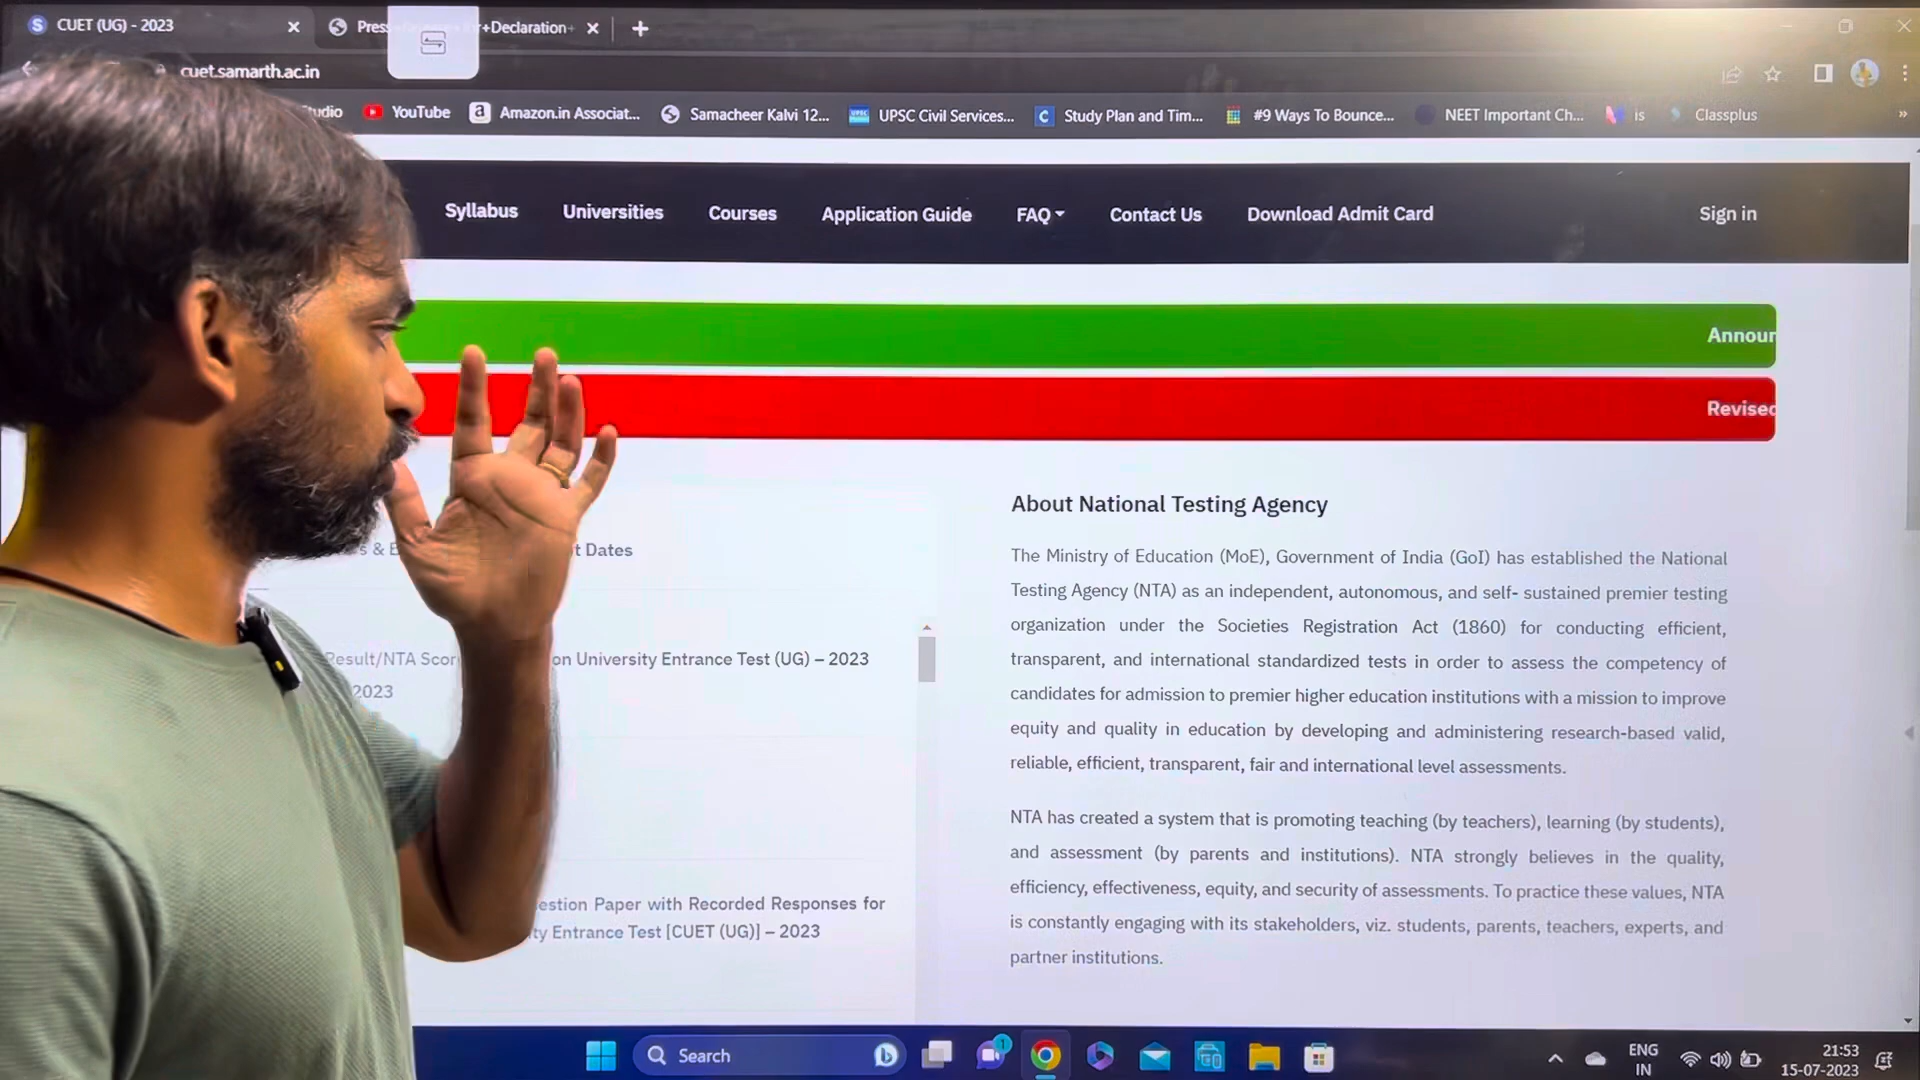 CUET (UG) - 2023
Press
+Declaration
cuet.samarth.ac.in
YouTube
Amazon.in Associat...
Samacheer Kalvi 12...
UPSC Civil Services...
Study Plan and Tim...
#9 Ways To Bounce...
NEET Important Ch...
is
Classplus
Syllabus
Universities
Courses
Application Guide
FAQ
Contact Us
Download Admit Card
Sign in
Announ
Revised
t Dates
Result/NTA Scor on University Entrance Test (UG) – 2023
2023
estion Paper with Recorded Responses for
ty Entrance Test [CUET (UG)] – 2023
About National Testing Agency
The Ministry of Education (MoE), Government of India (GoI) has established the National
Testing Agency (NTA) as an independent, autonomous, and self- sustained premier testing
organization under the Societies Registration Act (1860) for conducting efficient,
transparent, and international standardized tests in order to assess the competency of
candidates for admission to premier higher education institutions with a mission to improve
equity and quality in education by developing and administering research-based valid,
reliable, efficient, transparent, fair and international level assessments.
NTA has created a system that is promoting teaching (by teachers), learning (by students),
and assessment (by parents and institutions). NTA strongly believes in the quality,
efficiency, effectiveness, equity, and security of assessments. To practice these values, NTA
is constantly engaging with its stakeholders, viz. students, parents, teachers, experts, and
partner institutions.
Search
1
ENG
IN
21:53
15-07-2023